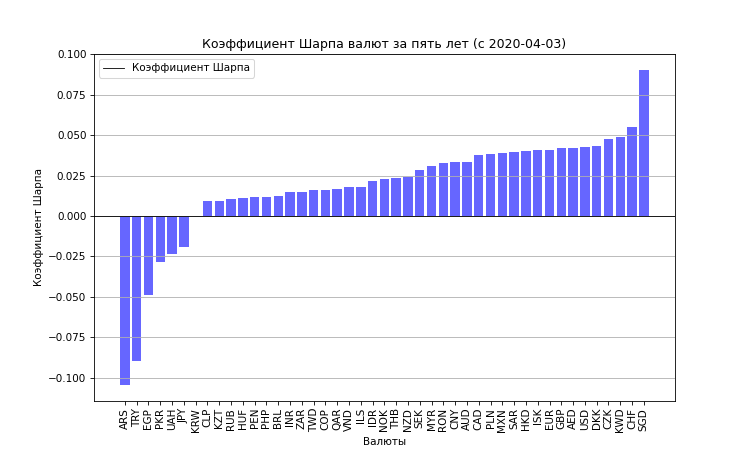 Коэффициент Шарпа валют за пять лет (с 2020-04-03)
Коэффициент Шарпа
0.100
0.075
0.050
0.025
0.000
−0.025
−0.050
−0.075
−0.100
Коэффициент Шарпа
ARS TRY EGP PKR UAH JPY KRW CLP KZT RUB HUF PEN PHP BRL INR ZAR TWD COP QAR VND ILS IDR NOK THB NZD SEK MYR RON CNY AUD CAD PLN MXN SAR HKD ISK EUR GBP AED USD DKK CZK KWD CHF SGD
Валюты